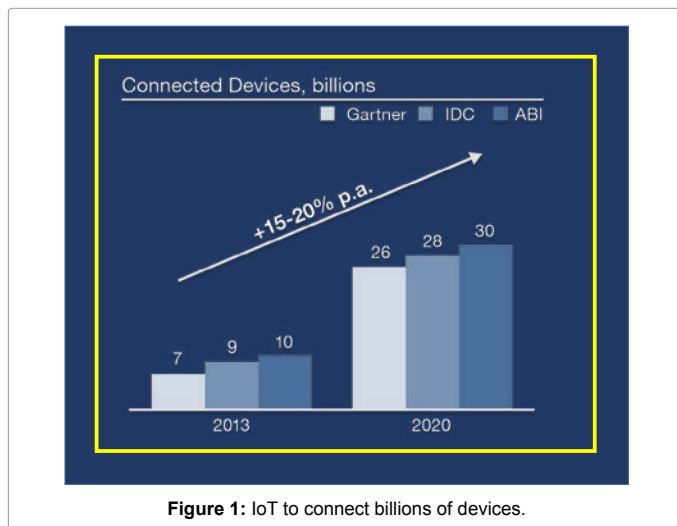 Connected Devices, billions
Gartner IDC ABI
+15-20% p.a.
26 28 30
7 9 10
2013 2020
Figure 1: IoT to connect billions of devices.